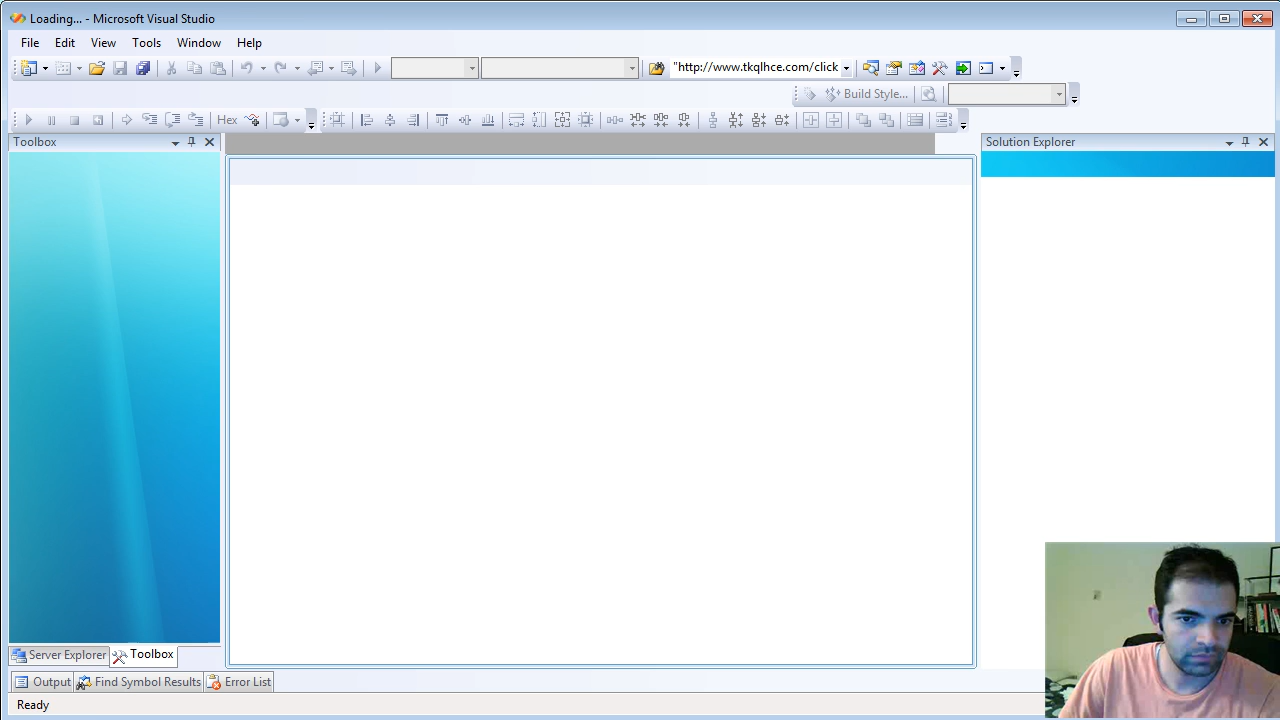 Loading... - Microsoft Visual Studio
File Edit View Tools Window Help
"http://www.tkqlhce.com/click
Build Style...
Hex
Toolbox
Solution Explorer
Server Explorer Toolbox
Output Find Symbol Results Error List
Ready